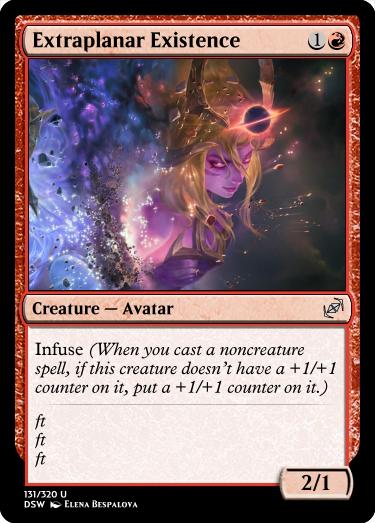 Extraplanar Existence 1
Creature — Avatar
Infuse (When you cast a noncreature
spell, if this creature doesn't have a +1/+1
counter on it, put a +1/+1 counter on it.)
ft
ft
ft
2/1
131/320 U
DSW Elena Bespalova